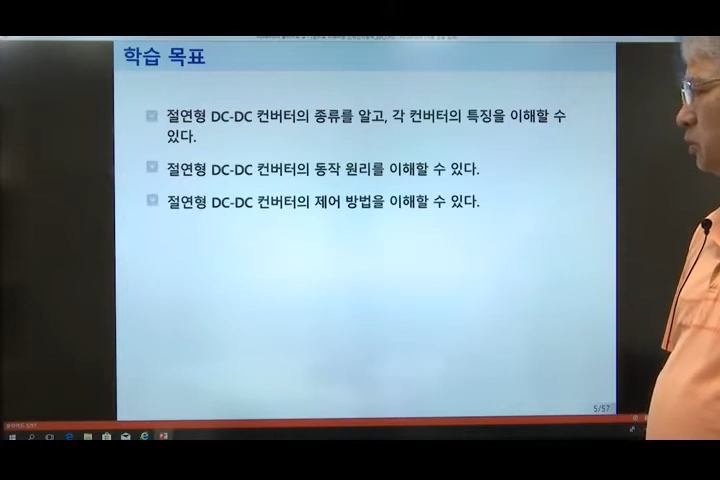 학습 목표
절연형 DC-DC 컨버터의 종류를 알고, 각 컨버터의 특징을 이해할 수
있다.
절연형 DC-DC 컨버터의 동작 원리를 이해할 수 있다.
절연형 DC-DC 컨버터의 제어 방법을 이해할 수 있다.
5/57